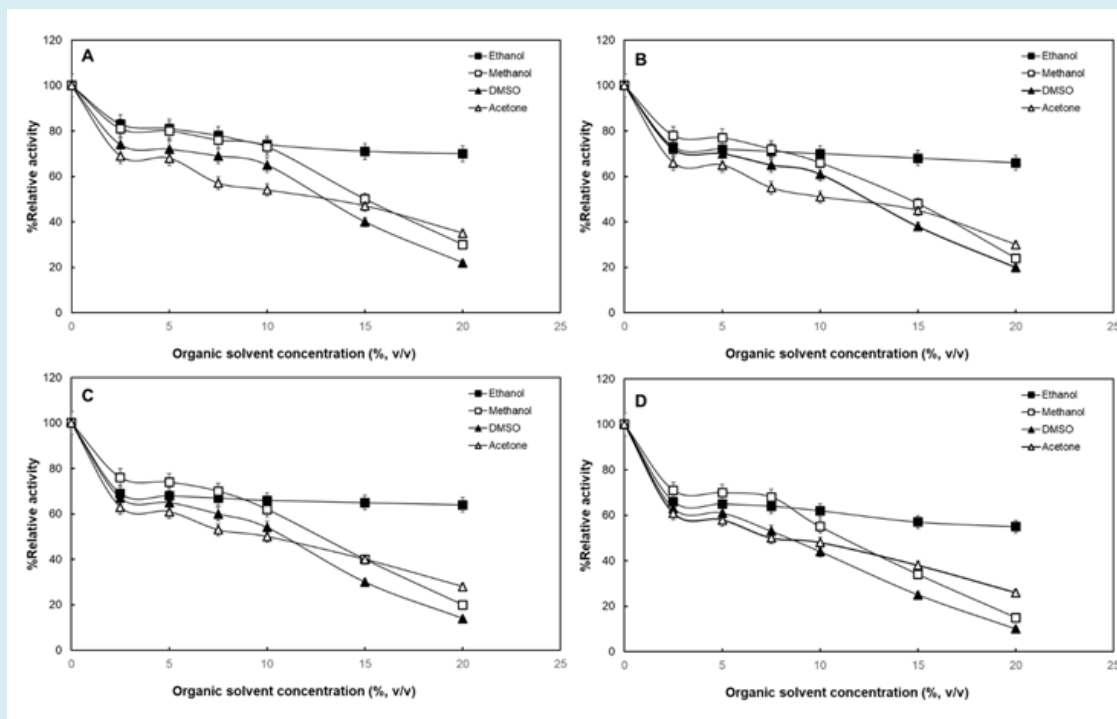 A
Ethanol
Methanol
DMSO
Acetone
120
100
80
60
40
20
0
%Relative activity
0 5 10 15 20 25
Organic solvent concentration (%, v/v)
B
Ethanol
Methanol
DMSO
Acetone
120
100
80
60
40
20
0
%Relative activity
0 5 10 15 20 25
Organic solvent concentration (%, v/v)
C
Ethanol
Methanol
DMSO
Acetone
120
100
80
60
40
20
0
%Relative activity
0 5 10 15 20 25
Organic solvent concentration (%, v/v)
D
Ethanol
Methanol
DMSO
Acetone
120
100
80
60
40
20
0
%Relative activity
0 5 10 15 20 25
Organic solvent concentration (%, v/v)